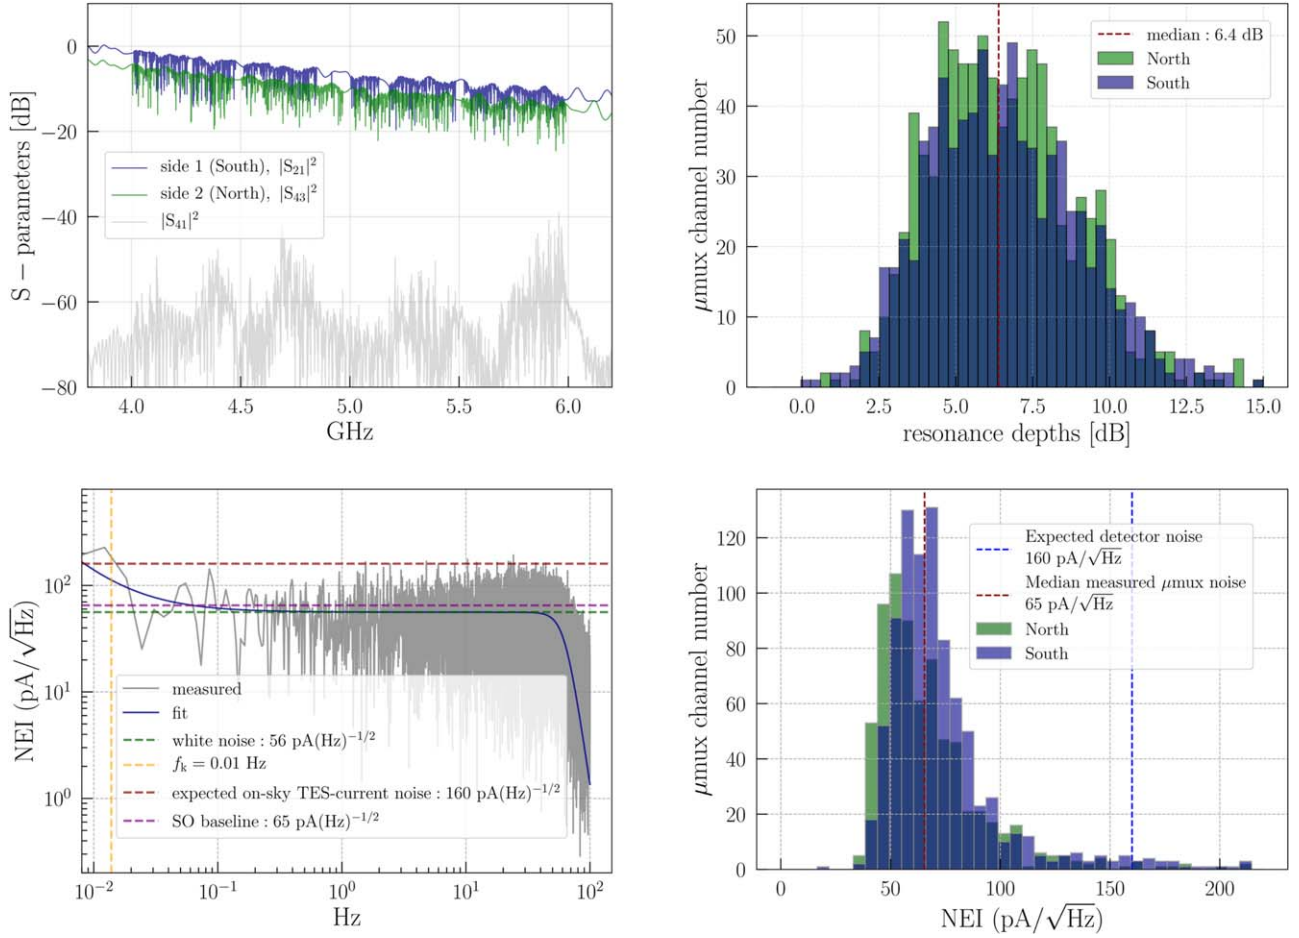 0
−20
−40
−60
−80
S − parameters [dB]
side 1 (South), |S₂₁|²
side 2 (North), |S₄₃|²
|S₄₁|²
4.0 4.5 5.0 5.5 6.0
GHz
50
40
30
20
10
0
μmux channel number
median : 6.4 dB
North
South
0.0 2.5 5.0 7.5 10.0 12.5 15.0
resonance depths [dB]
10²
10¹
10⁰
NEI (pA/√Hz)
measured
fit
white noise : 56 pA(Hz)⁻¹/²
fₖ = 0.01 Hz
expected on-sky TES-current noise : 160 pA(Hz)⁻¹/²
SO baseline : 65 pA(Hz)⁻¹/²
10⁻² 10⁻¹ 10⁰ 10¹ 10²
Hz
120
100
80
60
40
20
0
μmux channel number
Expected detector noise
160 pA/√Hz
Median measured μmux noise
65 pA/√Hz
North
South
0 50 100 150 200
NEI (pA/√Hz)